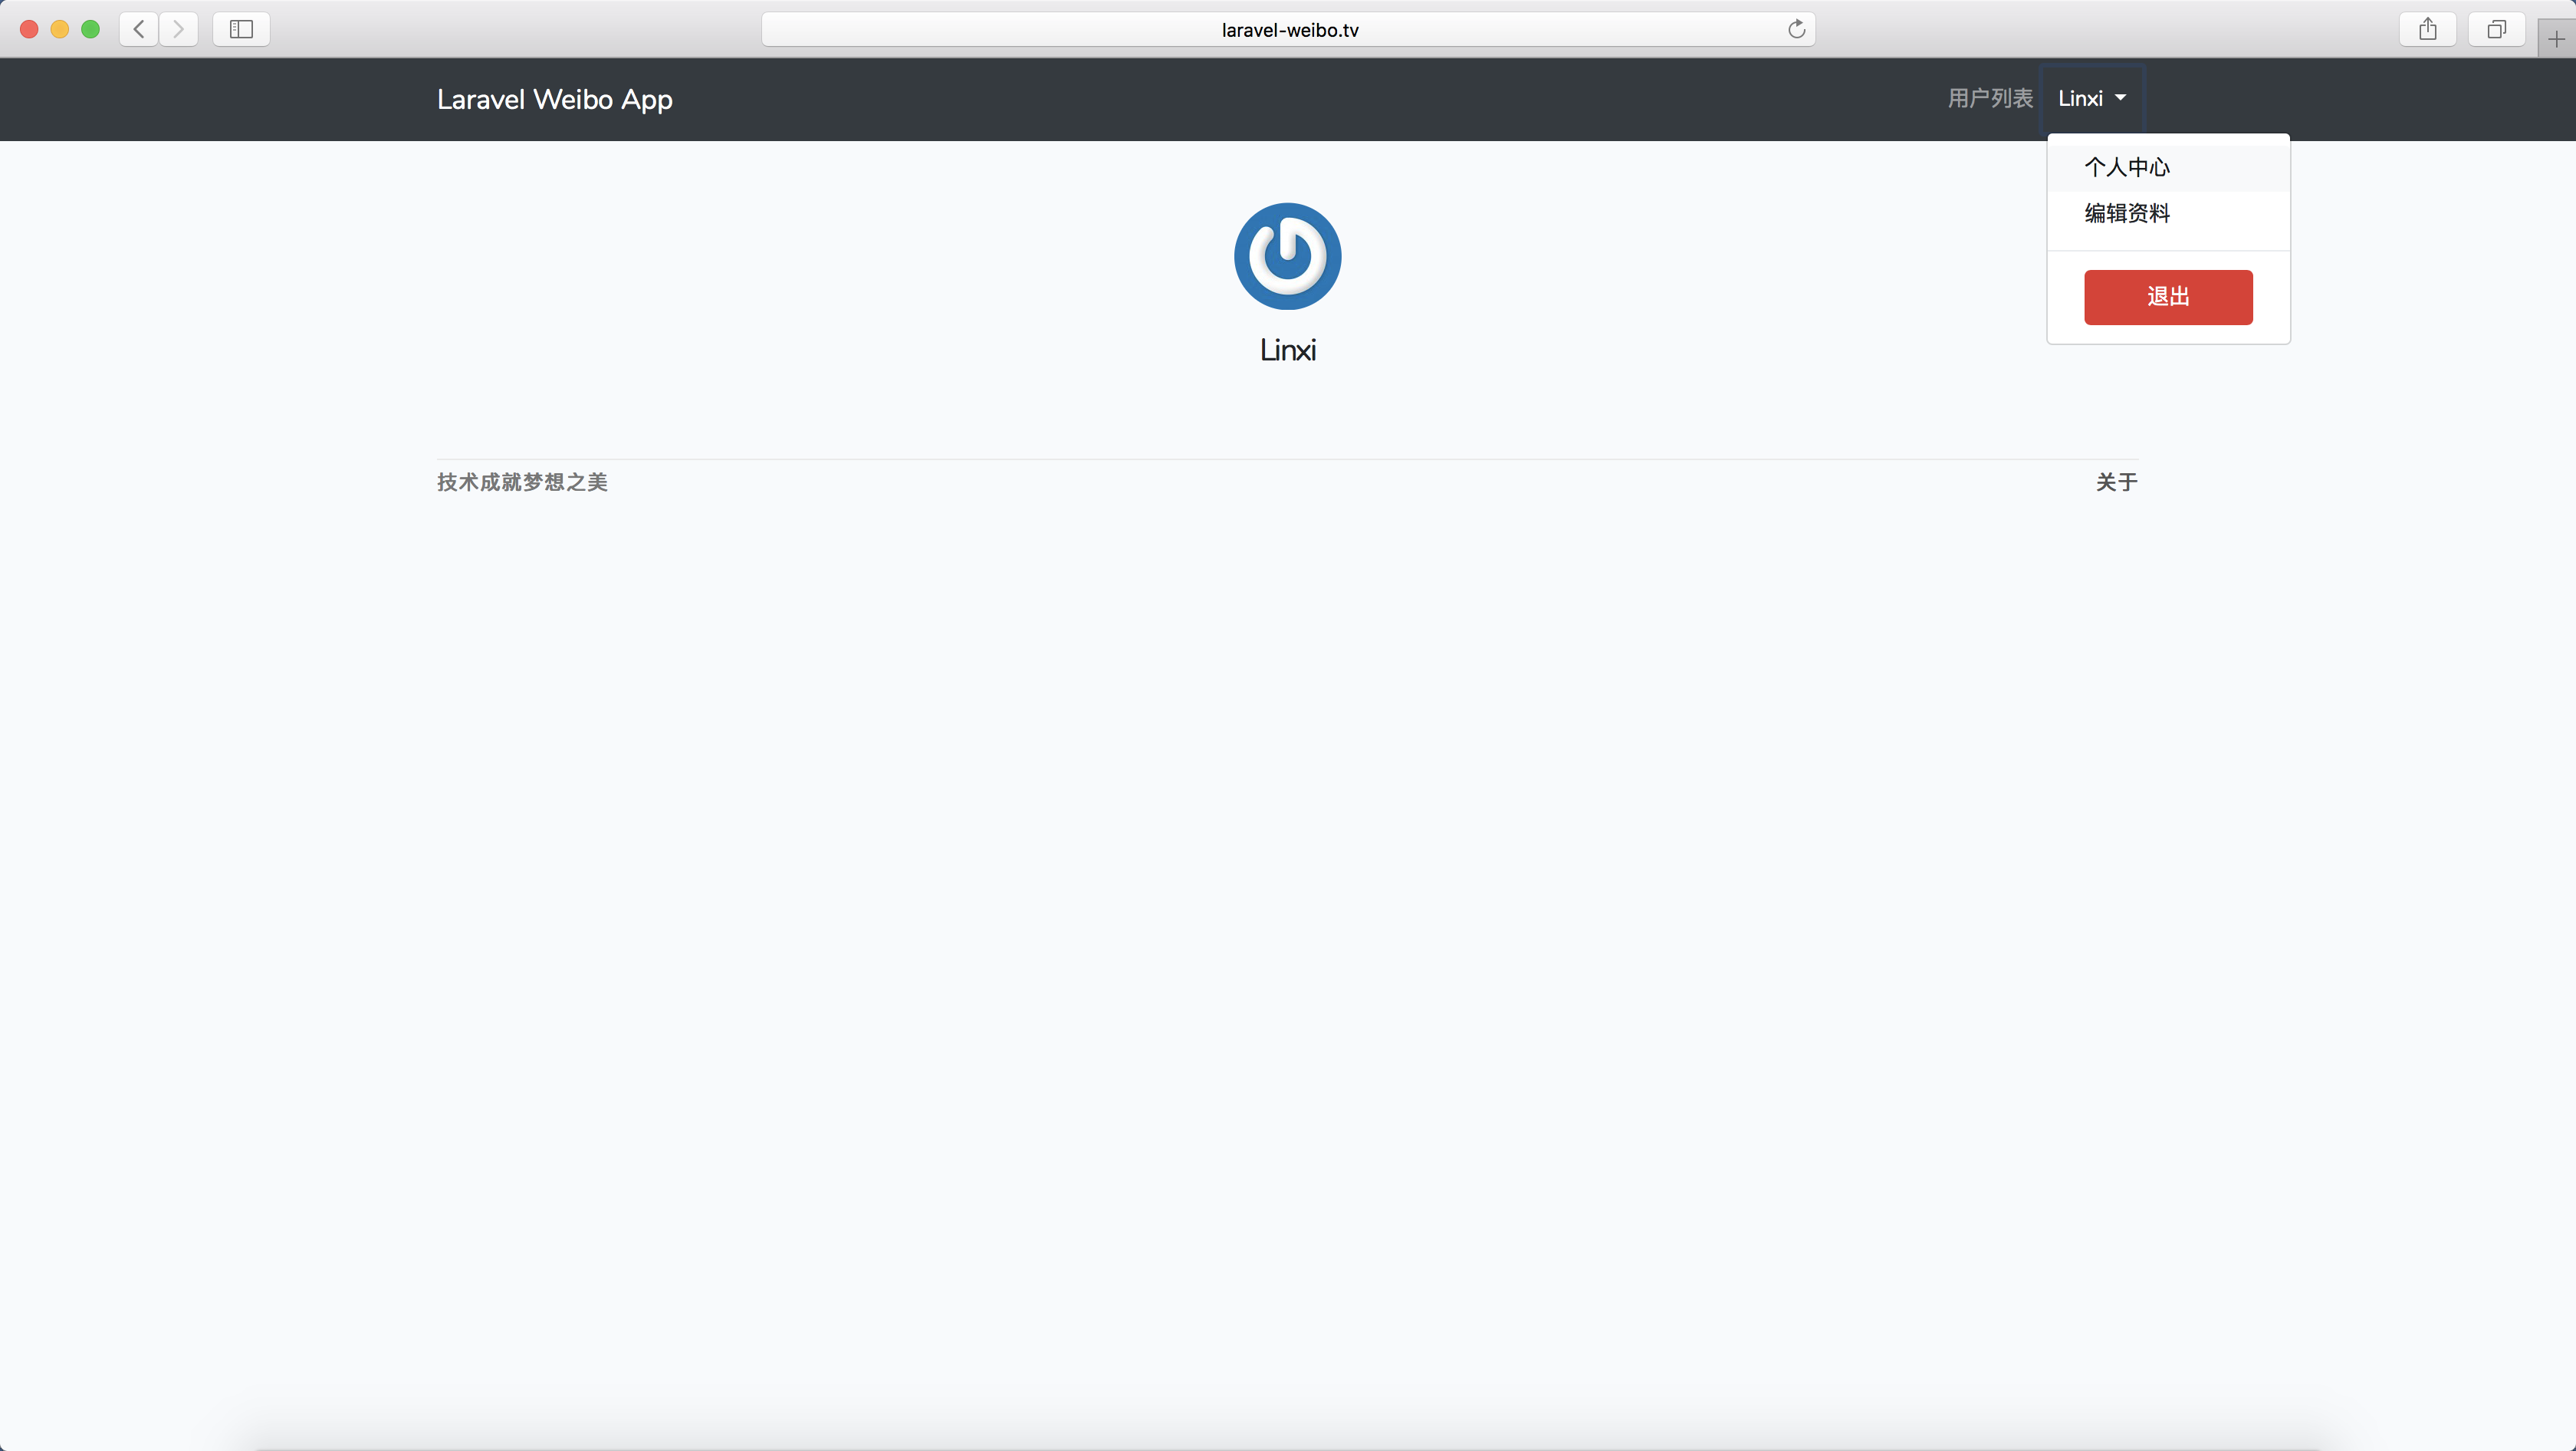 laravel-weibo.tv
Laravel Weibo App
用户列表
Linxi
个人中心
编辑资料
退出
Linxi
技术成就梦想之美
关于